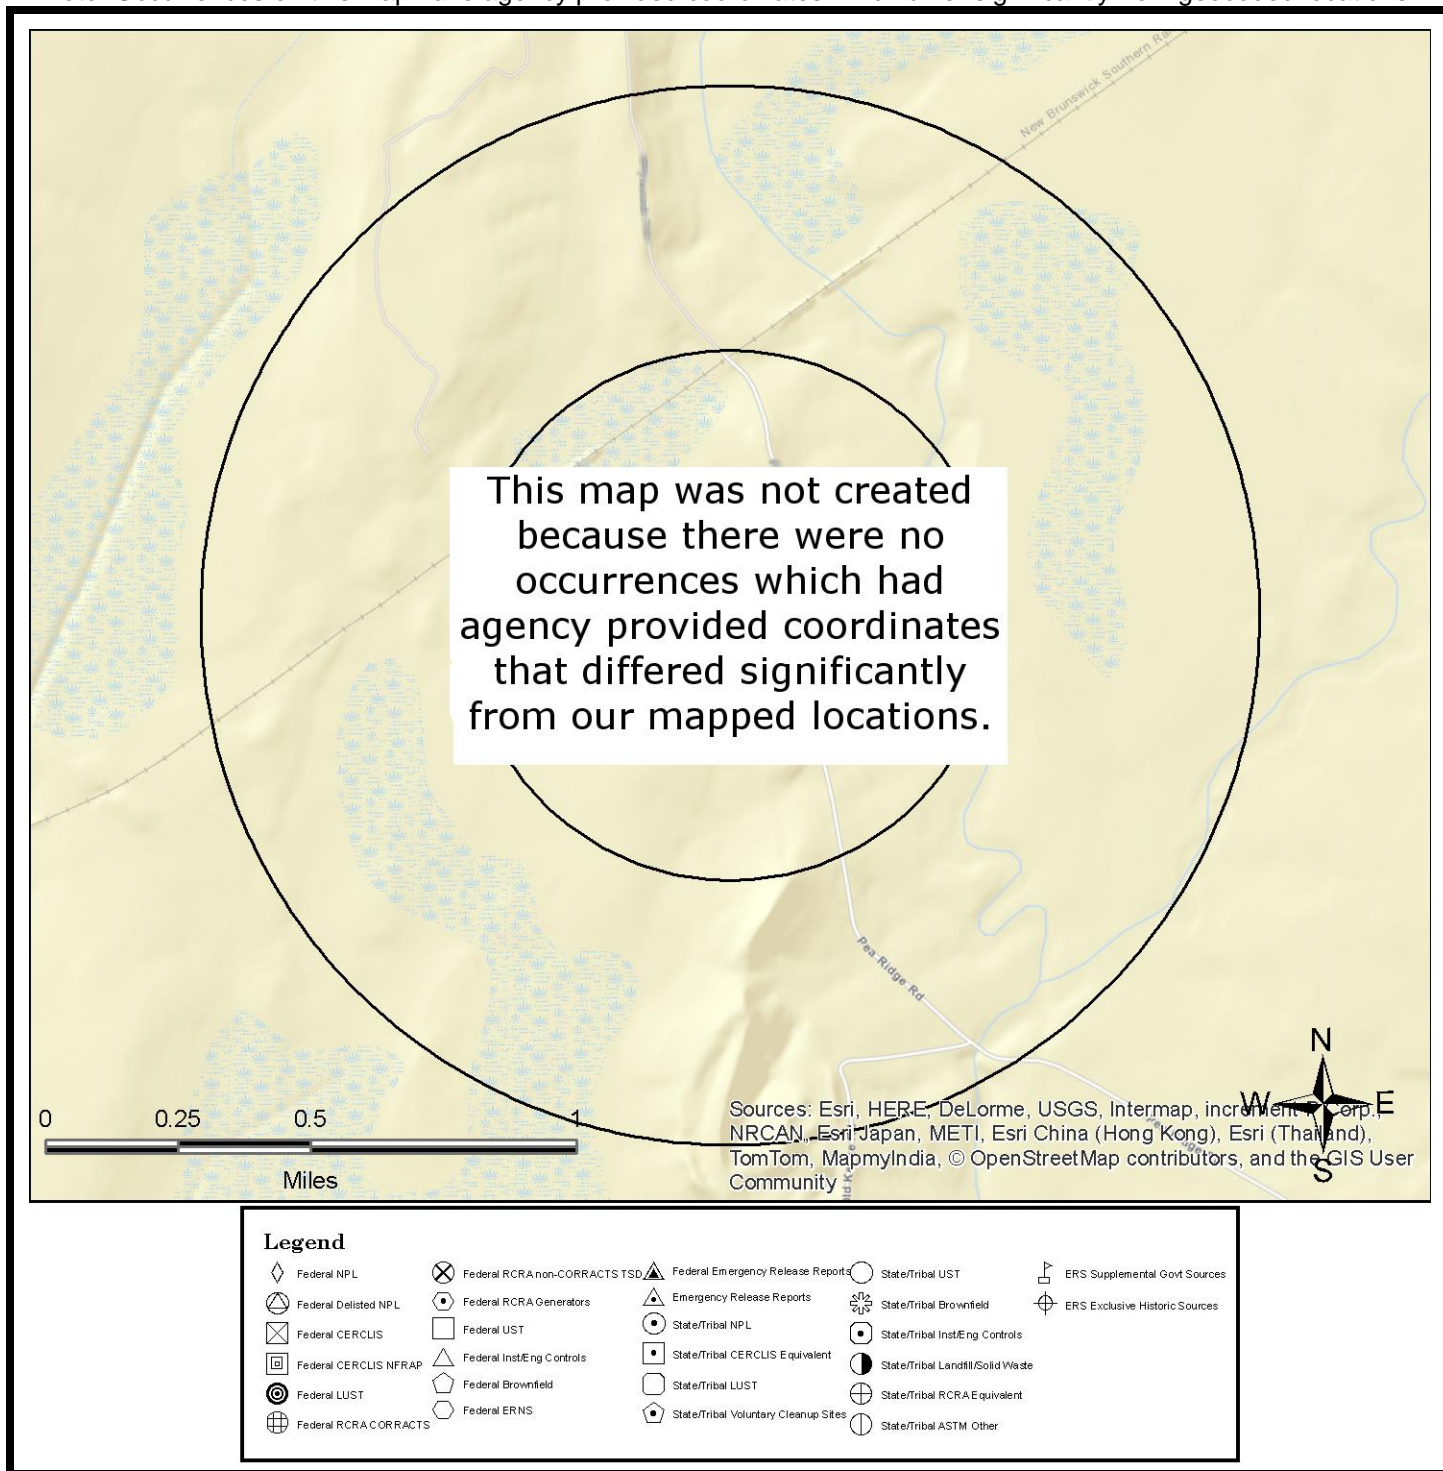 New Brunswick Southern Ra
This map was not created
because there were no
occurrences which had
agency provided coordinates
that differed significantly
from our mapped locations.
Pea Ridge Rd
N
W E
S
0 0.25 0.5 1
Miles
Sources: Esri, HERE, DeLorme, USGS, Intermap, increment P Corp.,
NRCAN, Esri Japan, METI, Esri China (Hong Kong), Esri (Thailand),
TomTom, MapmyIndia, © OpenStreetMap contributors, and the GIS User
Community
Legend
Federal NPL
Federal Delisted NPL
Federal CERCLIS
Federal CERCLIS NFRAP
Federal LUST
Federal RCRA CORRACTS
Federal RCRA non-CORRACTS TSD
Federal RCRA Generators
Federal UST
Federal Inst/Eng Controls
Federal Brownfield
Federal ERNS
Federal Emergency Release Reports
Emergency Release Reports
State/Tribal NPL
State/Tribal CERCLIS Equivalent
State/Tribal LUST
State/Tribal Voluntary Cleanup Sites
State/Tribal UST
State/Tribal Brownfield
State/Tribal Inst/Eng Controls
State/Tribal Landfill/Solid Waste
State/Tribal RCRA Equivalent
State/Tribal ASTM Other
ERS Supplemental Govt Sources
ERS Exclusive Historic Sources